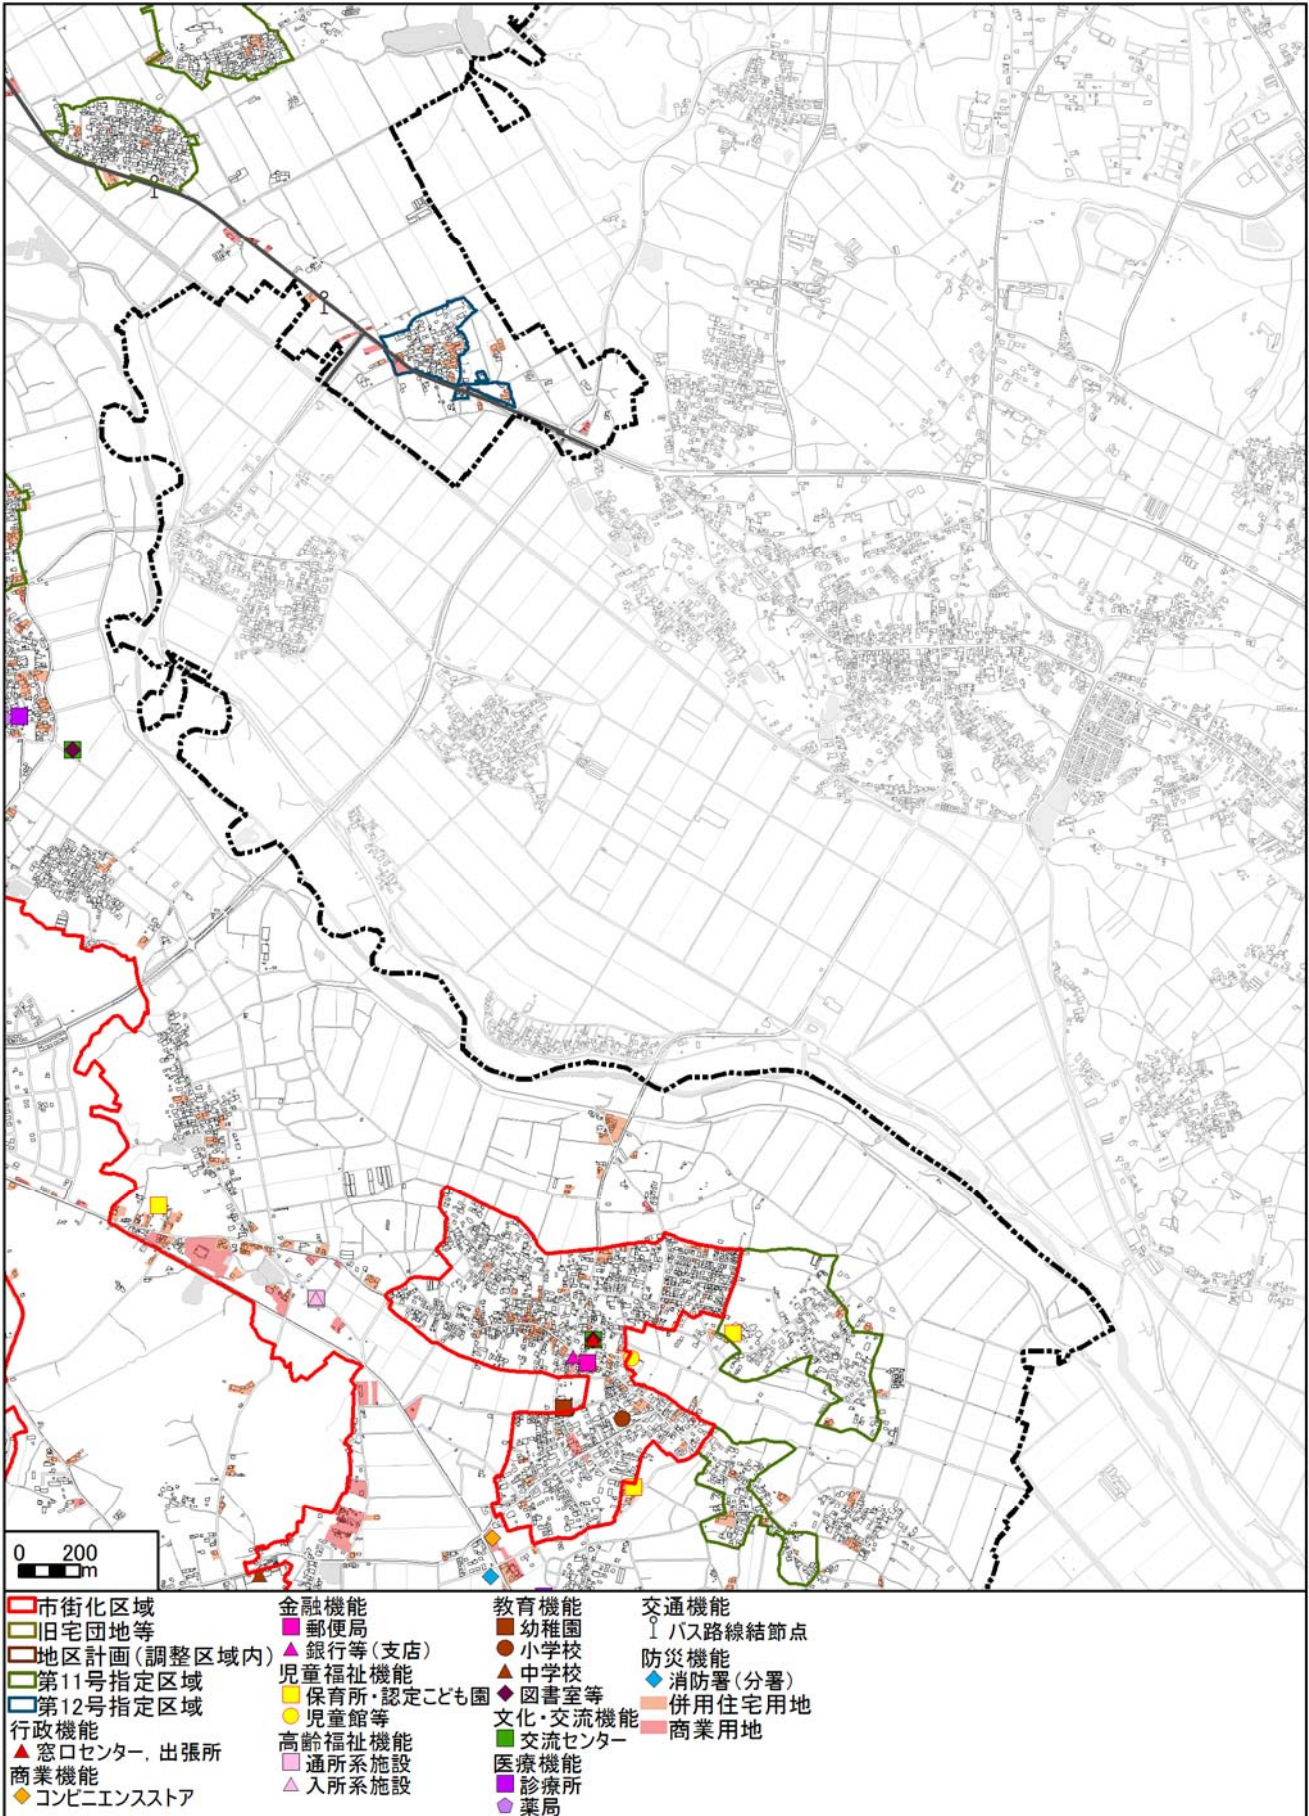 0 200
m
市街化区域
旧宅団地等
地区計画(調整区域内)
第11号指定区域
第12号指定区域
行政機能
窓口センター, 出張所
商業機能
コンビニエンスストア
金融機能
郵便局
銀行等(支店)
児童福祉機能
保育所・認定こども園
児童館等
高齢福祉機能
通所系施設
入所系施設
教育機能
幼稚園
小学校
中学校
図書室等
文化・交流機能
交流センター
医療機能
診療所
薬局
交通機能
バス路線結節点
防災機能
消防署(分署)
併用住宅用地
商業用地